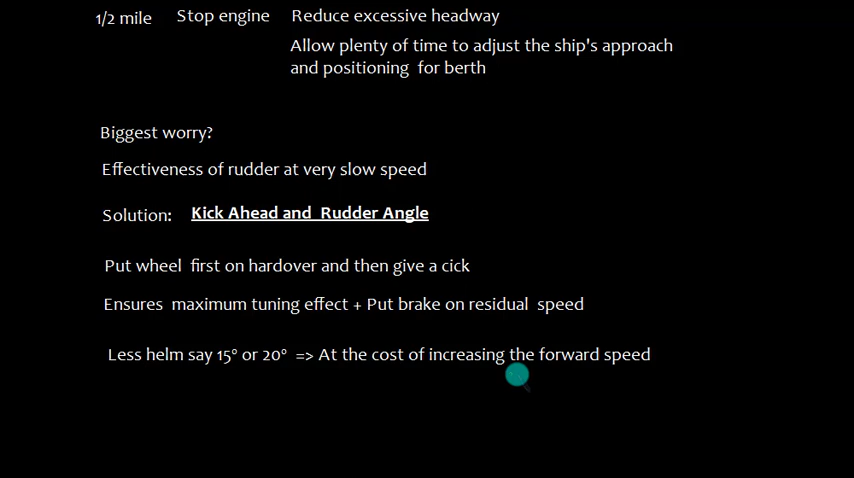 1/2 mile Stop engine Reduce excessive headway
Allow plenty of time to adjust the ship's approach
and positioning for berth
Biggest worry?
Effectiveness of rudder at very slow speed
Solution: Kick Ahead and Rudder Angle
Put wheel first on hardover and then give a cick
Ensures maximum tuning effect + Put brake on residual speed
Less helm say 15° or 20° => At the cost of increasing the forward speed